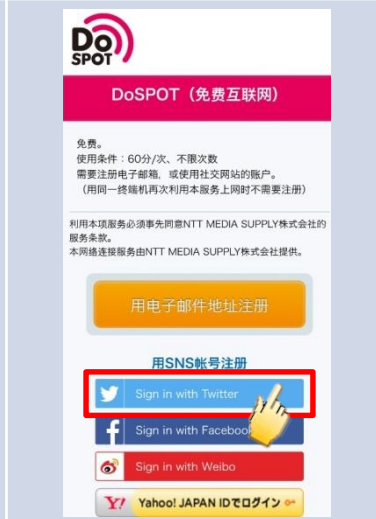 Do
SPOT
DoSPOT（免费互联网）
免费。
使用条件：60分/次、不限次数
需要注册电子邮箱，或使用社交网站的账户。
（用同一终端机再次利用本服务上网时不需要注册）
利用本项服务必须事先同意NTT MEDIA SUPPLY株式会社的
服务条款。
本网络连接服务由NTT MEDIA SUPPLY株式会社提供。
用电子邮件地址注册
用SNS帐号注册
Sign in with Twitter
f Sign in with Facebook
Sign in with Weibo
Y! Yahoo! JAPAN IDでログイン